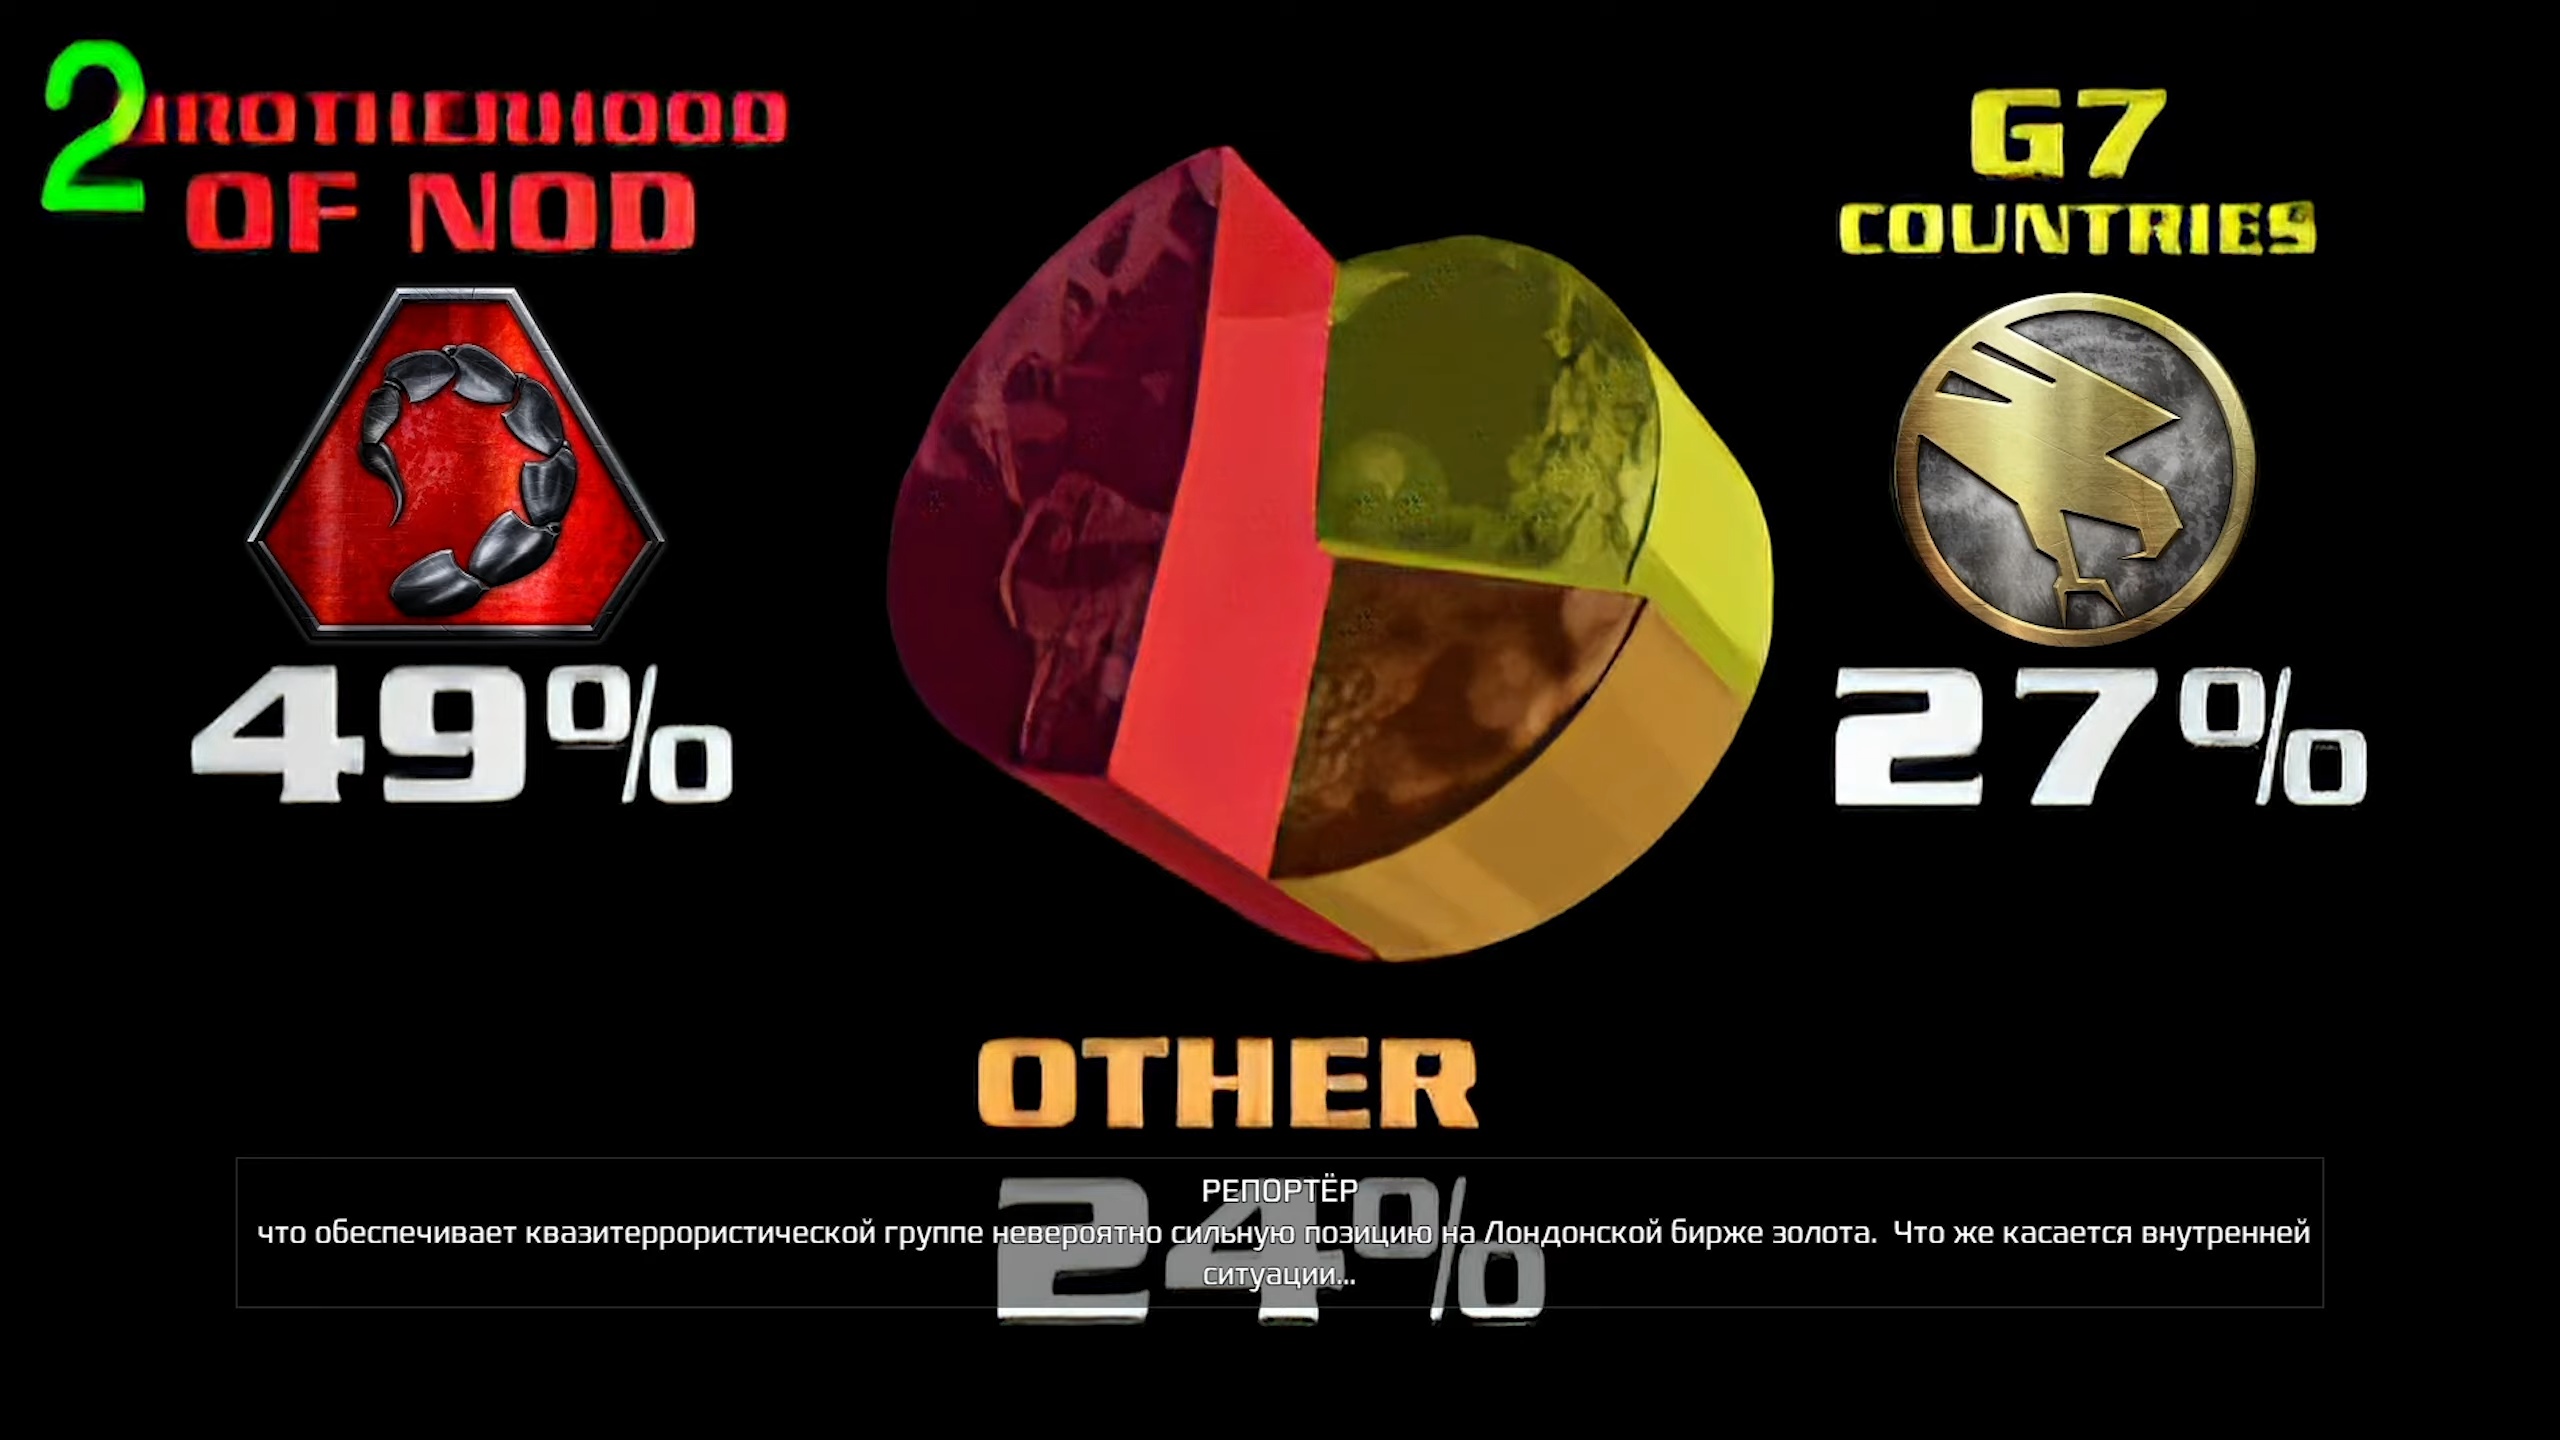 2
BROTHERHOOD
OF NOD
49%
G7
COUNTRIES
27%
OTHER
24%
РЕПОРТЁР
что обеспечивает квазитеррористической группе невероятно сильную позицию на Лондонской бирже золота. Что же касается внутренней
ситуации...